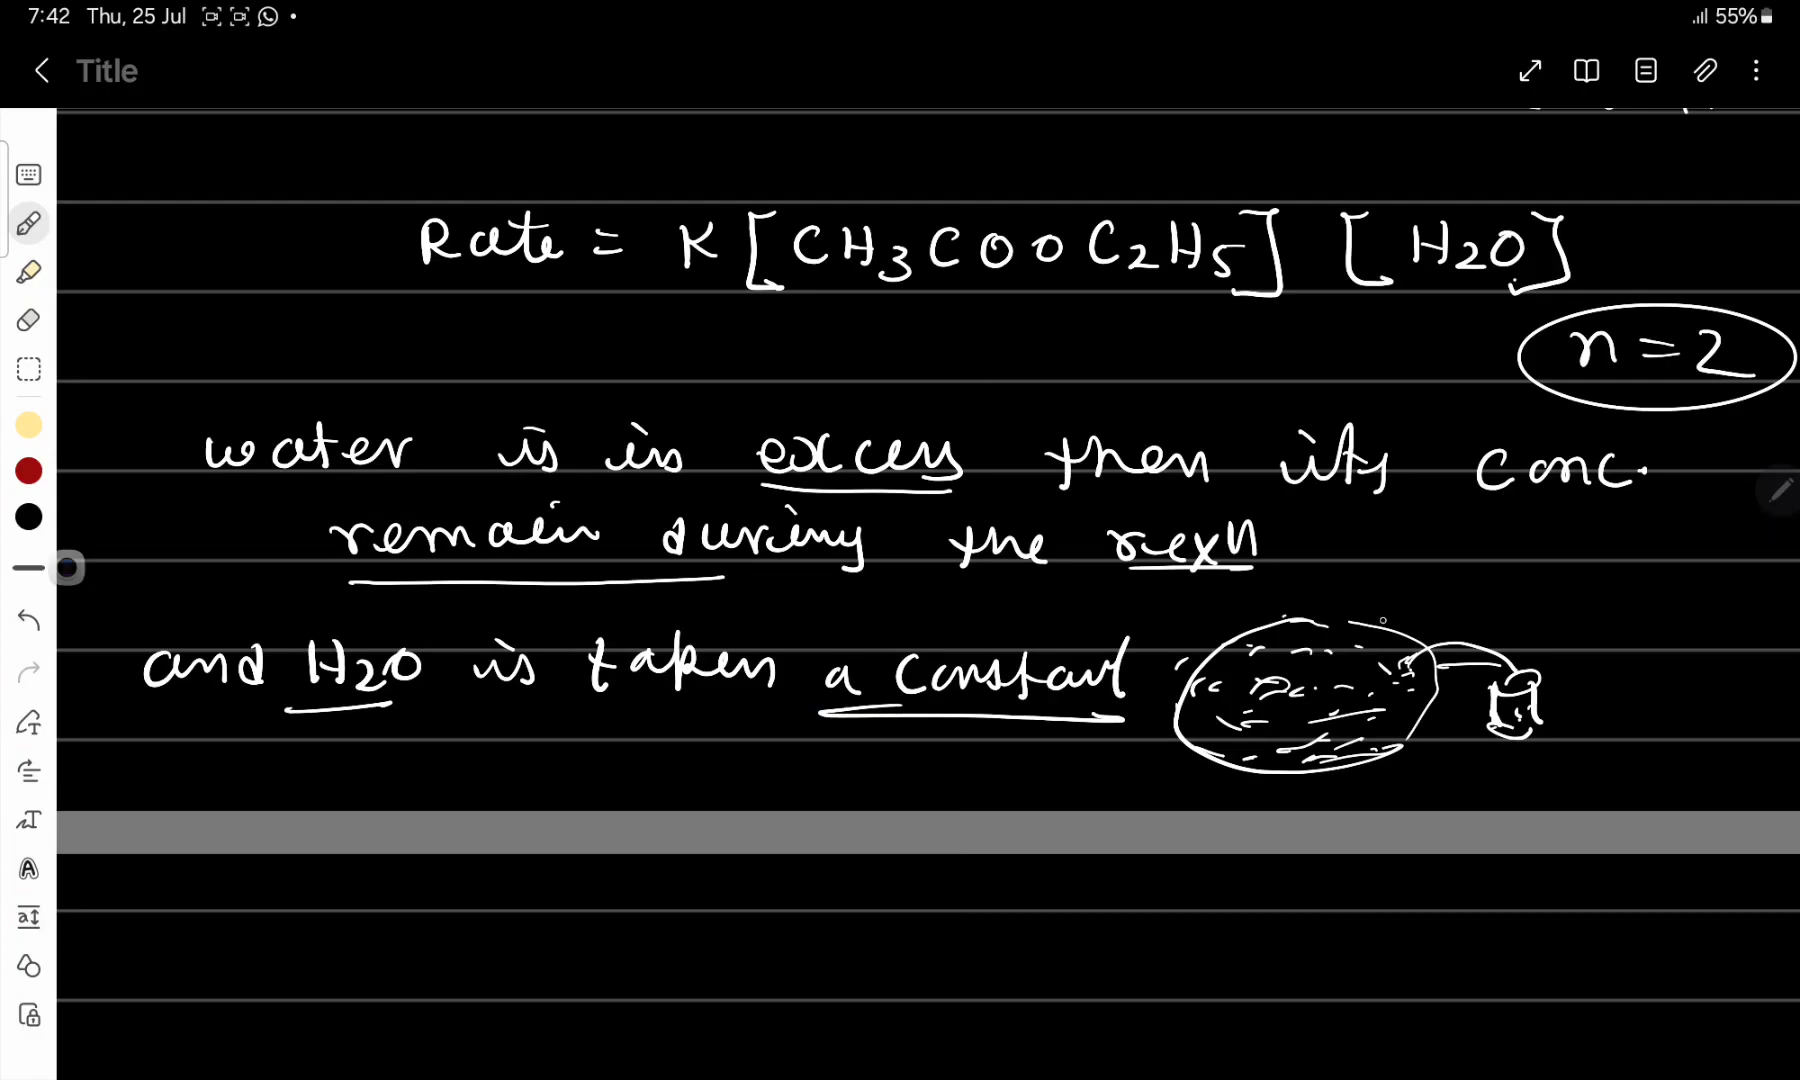 7:42 Thu, 25 Jul 55%
Title
Rate = K [CH3COOC2H5] [H2O]
n = 2
water is in excess then its conc.
remain during the rexn
and H2O is taken a constant